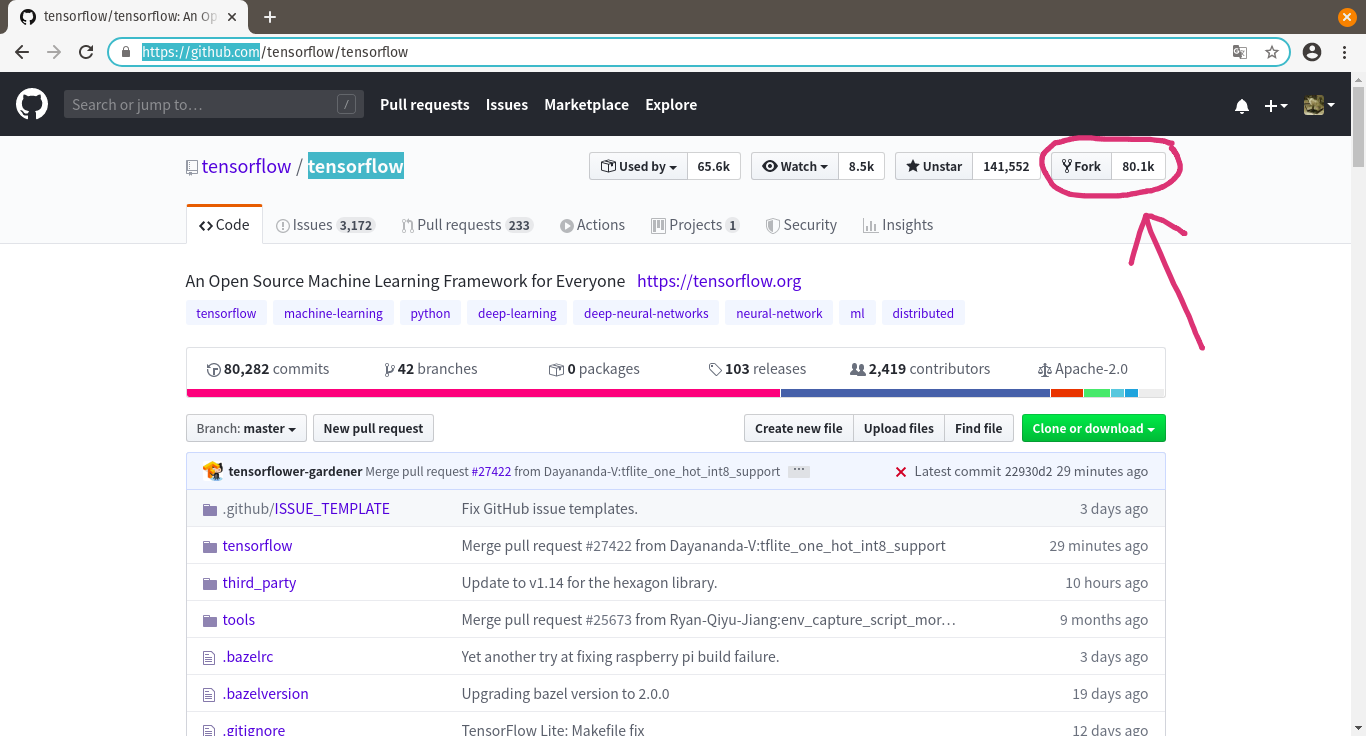 tensorflow/tensorflow: An Op
https://github.com/tensorflow/tensorflow
Search or jump to… / Pull requests Issues Marketplace Explore
tensorflow / tensorflow Used by 65.6k Watch 8.5k Unstar 141,552 Fork 80.1k
Code Issues 3,172 Pull requests 233 Actions Projects 1 Security Insights
An Open Source Machine Learning Framework for Everyone https://tensorflow.org
tensorflow machine-learning python deep-learning deep-neural-networks neural-network ml distributed
80,282 commits 42 branches 0 packages 103 releases 2,419 contributors Apache-2.0
Branch: master New pull request Create new file Upload files Find file Clone or download
tensorflower-gardener Merge pull request #27422 from Dayananda-V:tflite_one_hot_int8_support ... Latest commit 22930d2 29 minutes ago
.github/ISSUE_TEMPLATE Fix GitHub issue templates. 3 days ago
tensorflow Merge pull request #27422 from Dayananda-V:tflite_one_hot_int8_support 29 minutes ago
third_party Update to v1.14 for the hexagon library. 10 hours ago
tools Merge pull request #25673 from Ryan-Qiyu-Jiang:env_capture_script_mor… 9 months ago
.bazelrc Yet another try at fixing raspberry pi build failure. 3 days ago
.bazelversion Upgrading bazel version to 2.0.0 19 days ago
.gitignore TensorFlow Lite: Makefile fix 12 days ago